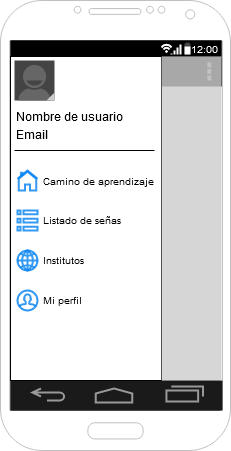 12:00
Nombre de usuario
Email
Camino de aprendizaje
Listado de señas
Institutos
Mi perfil